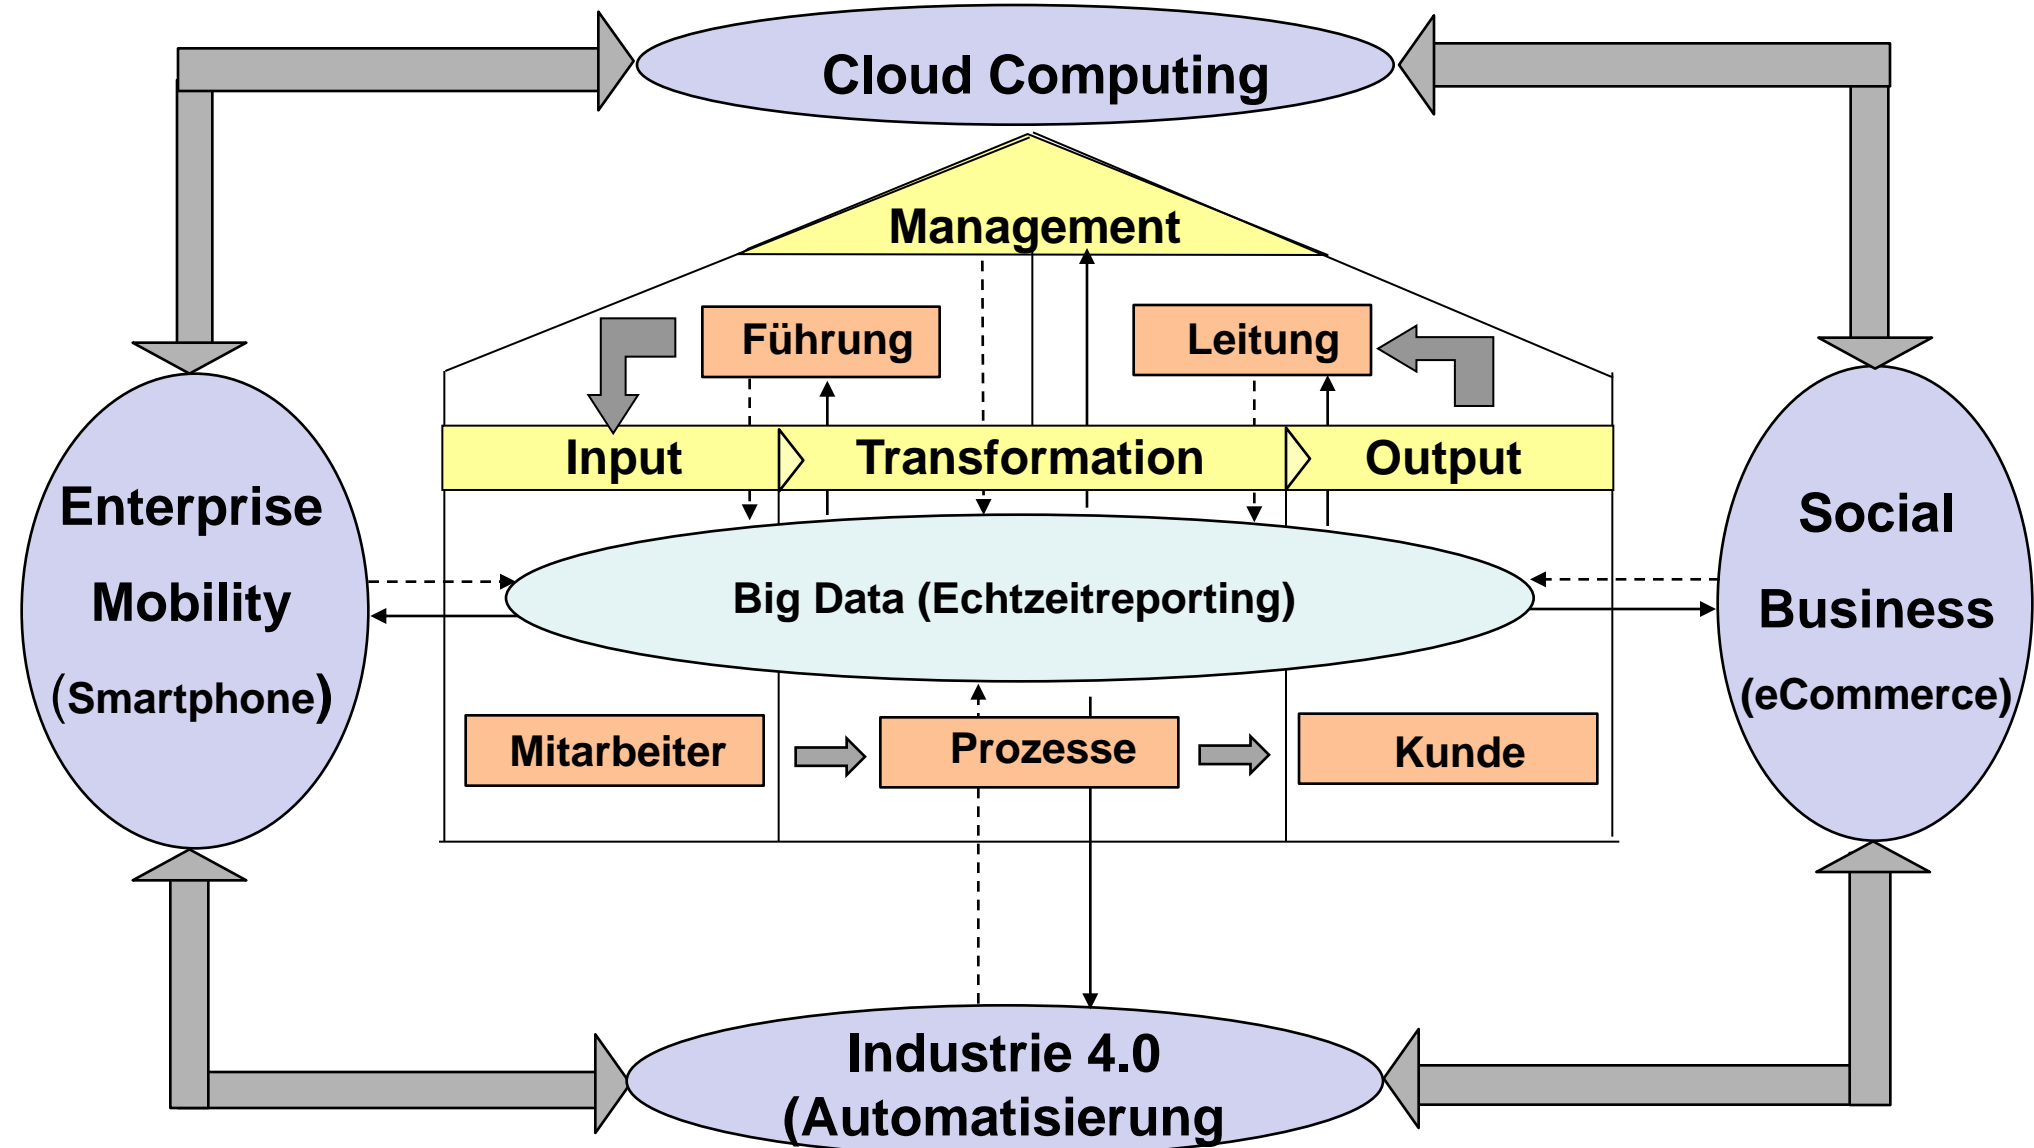 Cloud Computing
Management
Führung
Leitung
Input
Transformation
Output
Enterprise
Mobility
(Smartphone)
Big Data (Echtzeitreporting)
Social
Business
(eCommerce)
Mitarbeiter
Prozesse
Kunde
Industrie 4.0
(Automatisierung